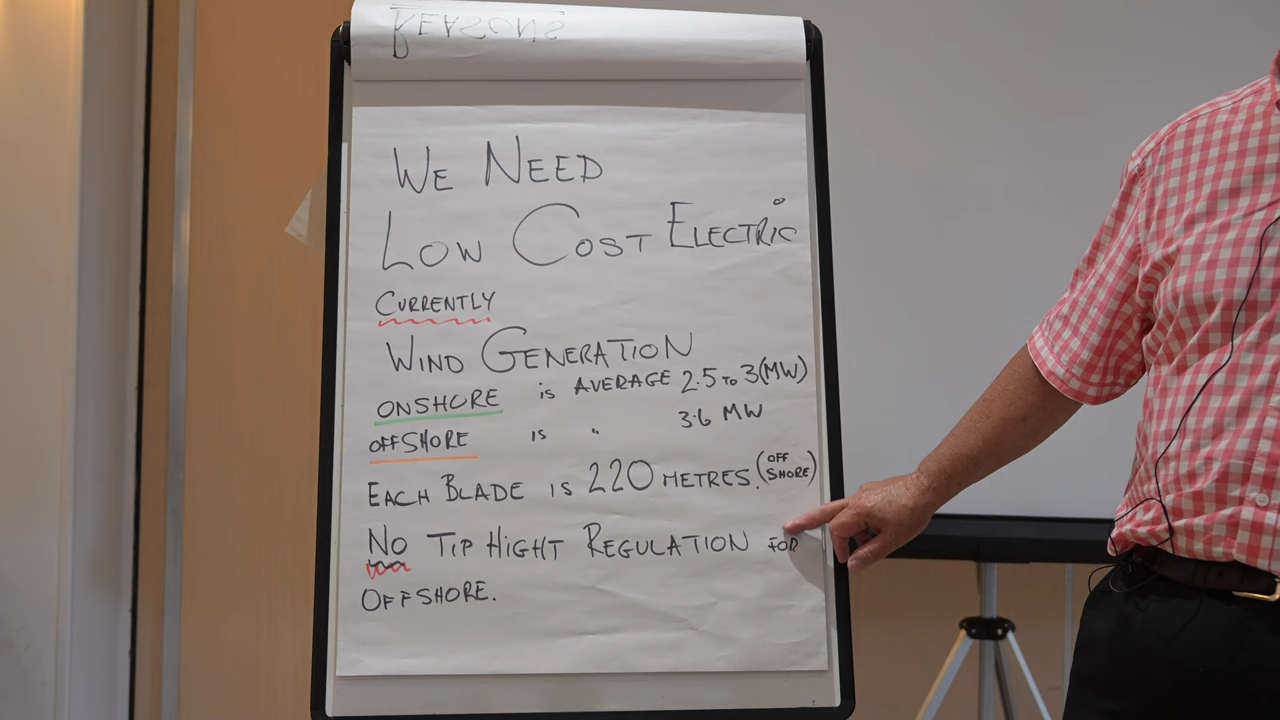 REASONS
WE NEED
LOW COST ELECTRIC
CURRENTLY
WIND GENERATION
ONSHORE is AVERAGE 2.5 TO 3(MW)
OFFSHORE IS " 3.6 MW
EACH BLADE IS 220 METRES. (OFF SHORE)
NO TIP HIGHT REGULATION FOR
OFFSHORE.